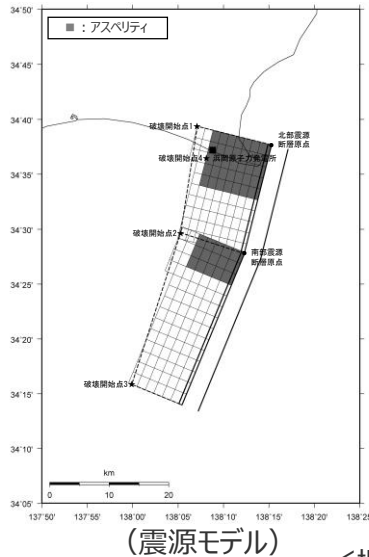 34˚50'
■ : アスペリティ
34˚45'
34˚40'
破壊開始点1
北部震源
断層原点
破壊開始点4 浜岡原子力発電所
34˚35'
34˚30'
破壊開始点2
南部震源
断層原点
34˚25'
34˚20'
34˚15'
破壊開始点3
34˚10'
km
0 10 20
34˚05'
137˚50' 137˚55' 138˚00' 138˚05' 138˚10' 138˚15' 138˚20' 138˚25'
(震源モデル)